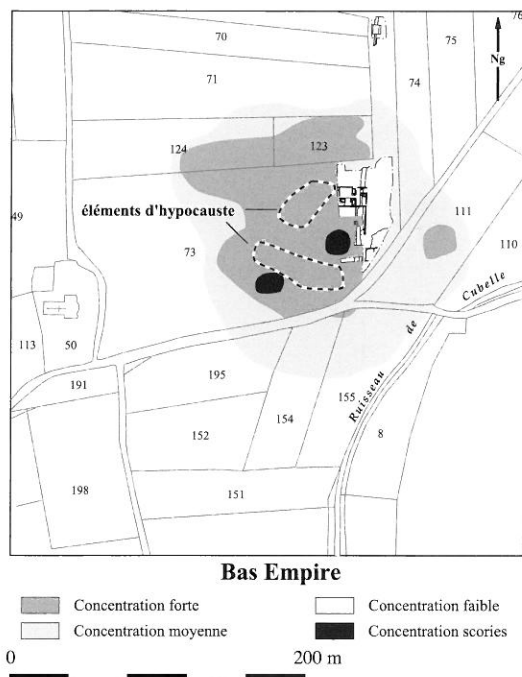 76
70
75
Ng
71
74
124
123
éléments d'hypocauste
49
73
111
110
Cubelle
de
Ruisseau
113
50
191
195
155
154
8
152
198
151
Bas Empire
Concentration forte
Concentration faible
Concentration moyenne
Concentration scories
0
200 m